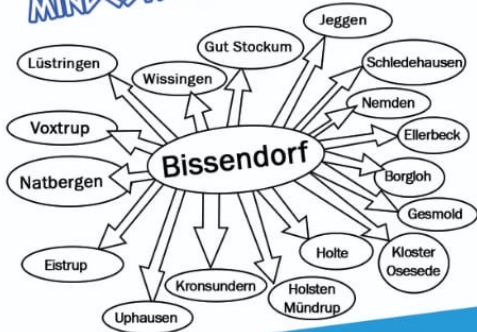 Jeggen
Gut Stockum
Lüstringen
Wissingen
Schledehausen
Nemden
Voxtrup
Ellerbeck
Bissendorf
Natbergen
Borgloh
Gesmold
Eistrup
Kronsundern
Holte
Kloster
Osesede
Holsten
Mündrup
Uphausen